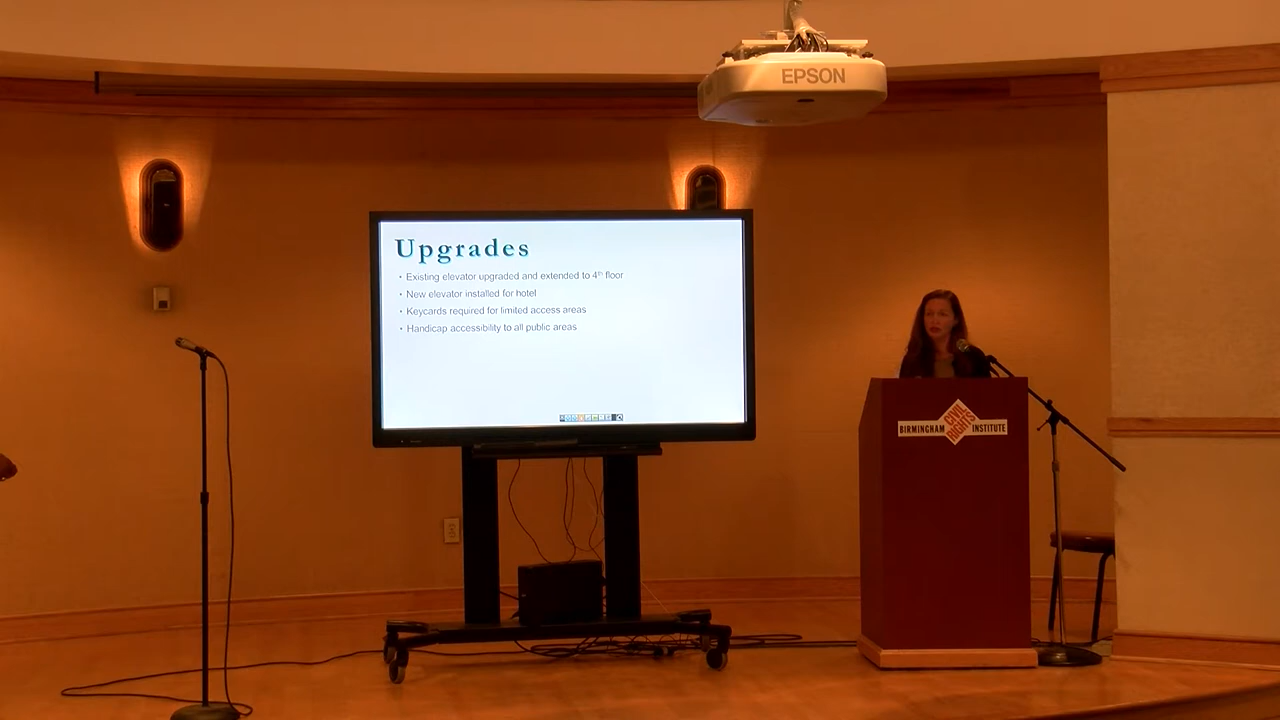 EPSON
Upgrades
• Existing elevator upgraded and extended to 4th floor
• New elevator installed for hotel
• Keycards required for limited access areas
• Handicap accessibility to all public areas
BIRMINGHAM CIVIL RIGHTS INSTITUTE